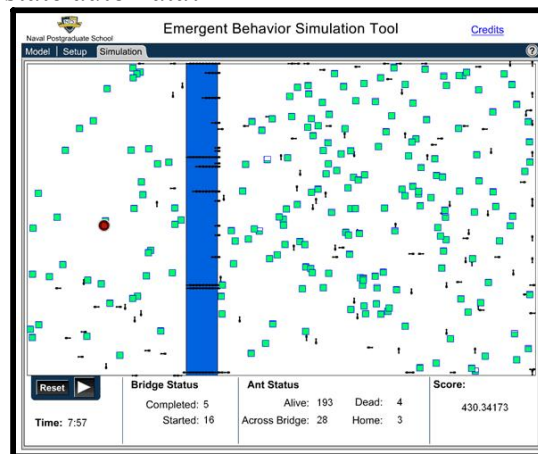 Emergent Behavior Simulation Tool
Credits
Naval Postgraduate School
Model | Setup Simulation
?
Reset
Time: 7:57
Bridge Status
Completed: 5
Started: 16
Ant Status
Alive: 193 Dead: 4
Across Bridge: 28 Home: 3
Score:
430.34173